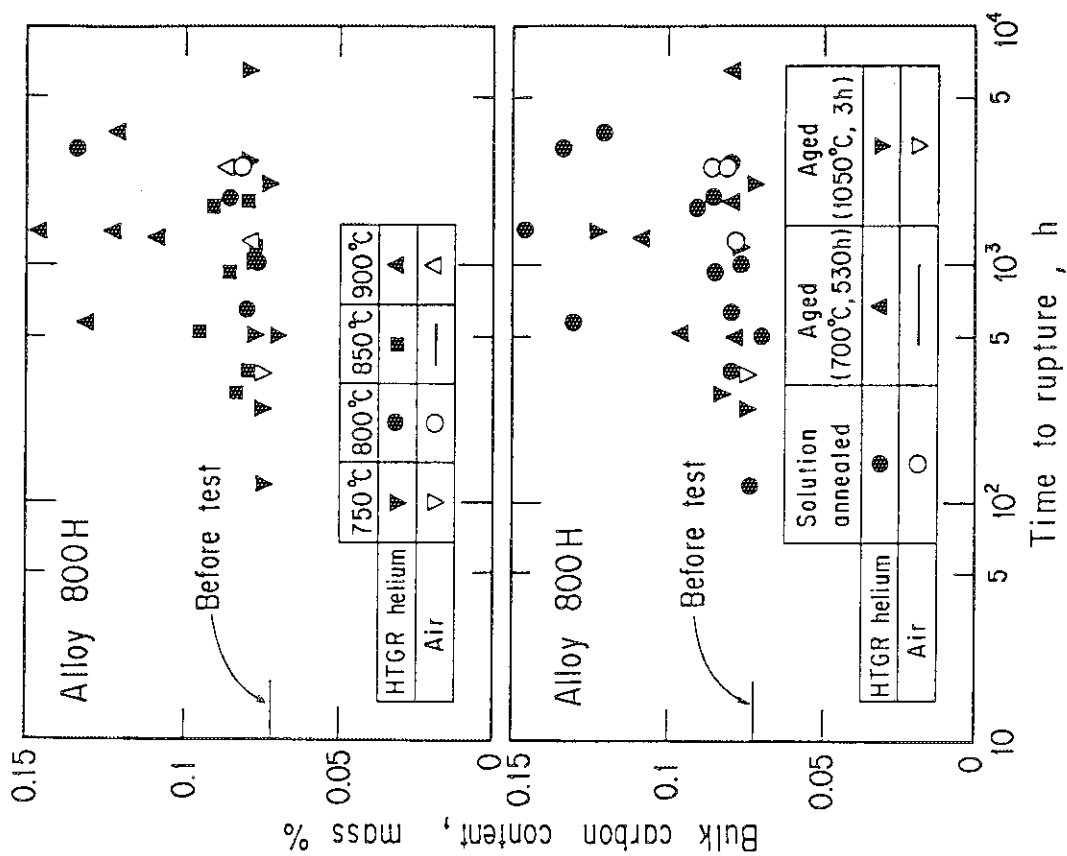 Bulk carbon content, mass %
Alloy 800H
0.15
0.1
0.05
0
Before test
750°C 800°C 850°C 900°C
HTGR helium
Air
Alloy 800H
0.15
0.1
0.05
0
Before test
Solution annealed
Aged (700°C, 530h)
Aged (1050°C, 3h)
HTGR helium
Air
10 5 10² 5 10³ 5 10⁴
Time to rupture, h